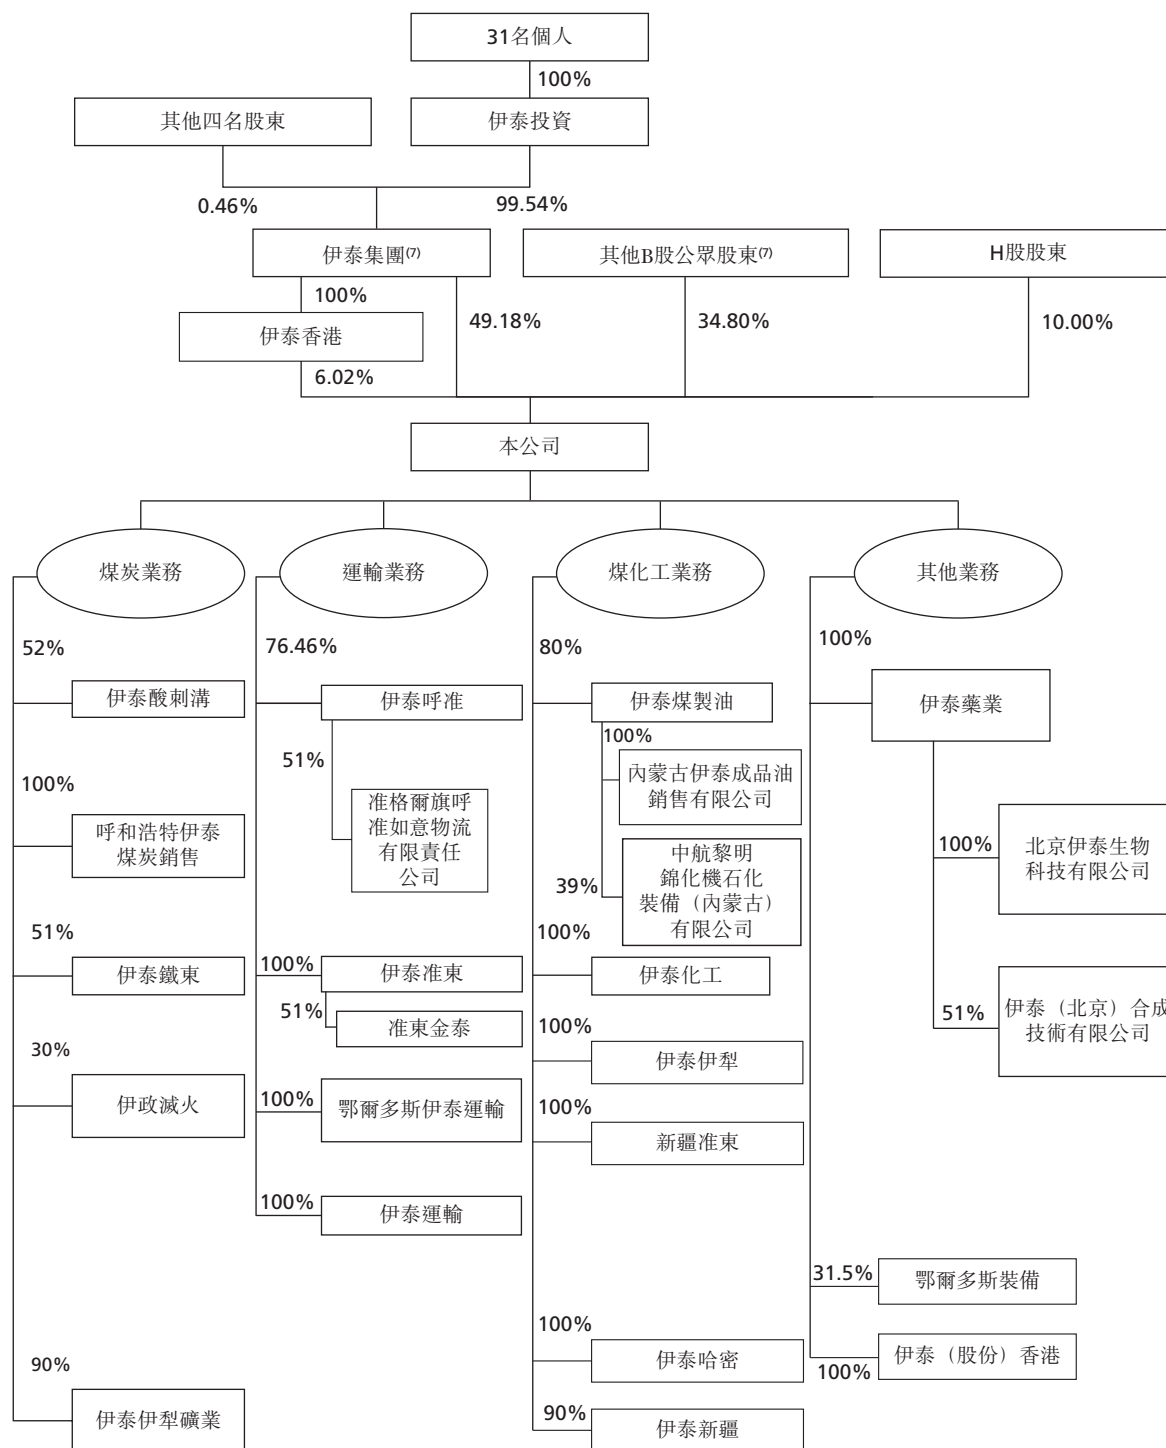 31名個人
100%
其他四名股東
伊泰投資
0.46%
99.54%
伊泰集團(7)
其他B股公眾股東(7)
H股股東
100%
49.18%
34.80%
10.00%
伊泰香港
6.02%
本公司
煤炭業務
運輸業務
煤化工業務
其他業務
52%
伊泰酸刺溝
100%
呼和浩特伊泰
煤炭銷售
51%
伊泰鐵東
30%
伊政滅火
90%
伊泰伊犁礦業
76.46%
伊泰呼准
51%
准格爾旗呼
准如意物流
有限責任
公司
100%
伊泰准東
51%
准東金泰
100%
鄂爾多斯伊泰運輸
100%
伊泰運輸
80%
伊泰煤製油
100%
內蒙古伊泰成品油
銷售有限公司
39%
中航黎明
錦化機石化
裝備（內蒙古）
有限公司
100%
伊泰化工
100%
伊泰伊犁
100%
新疆准東
100%
伊泰哈密
90%
伊泰新疆
100%
伊泰藥業
100%
北京伊泰生物
科技有限公司
51%
伊泰（北京）合成
技術有限公司
31.5%
鄂爾多斯裝備
100%
伊泰（股份）香港